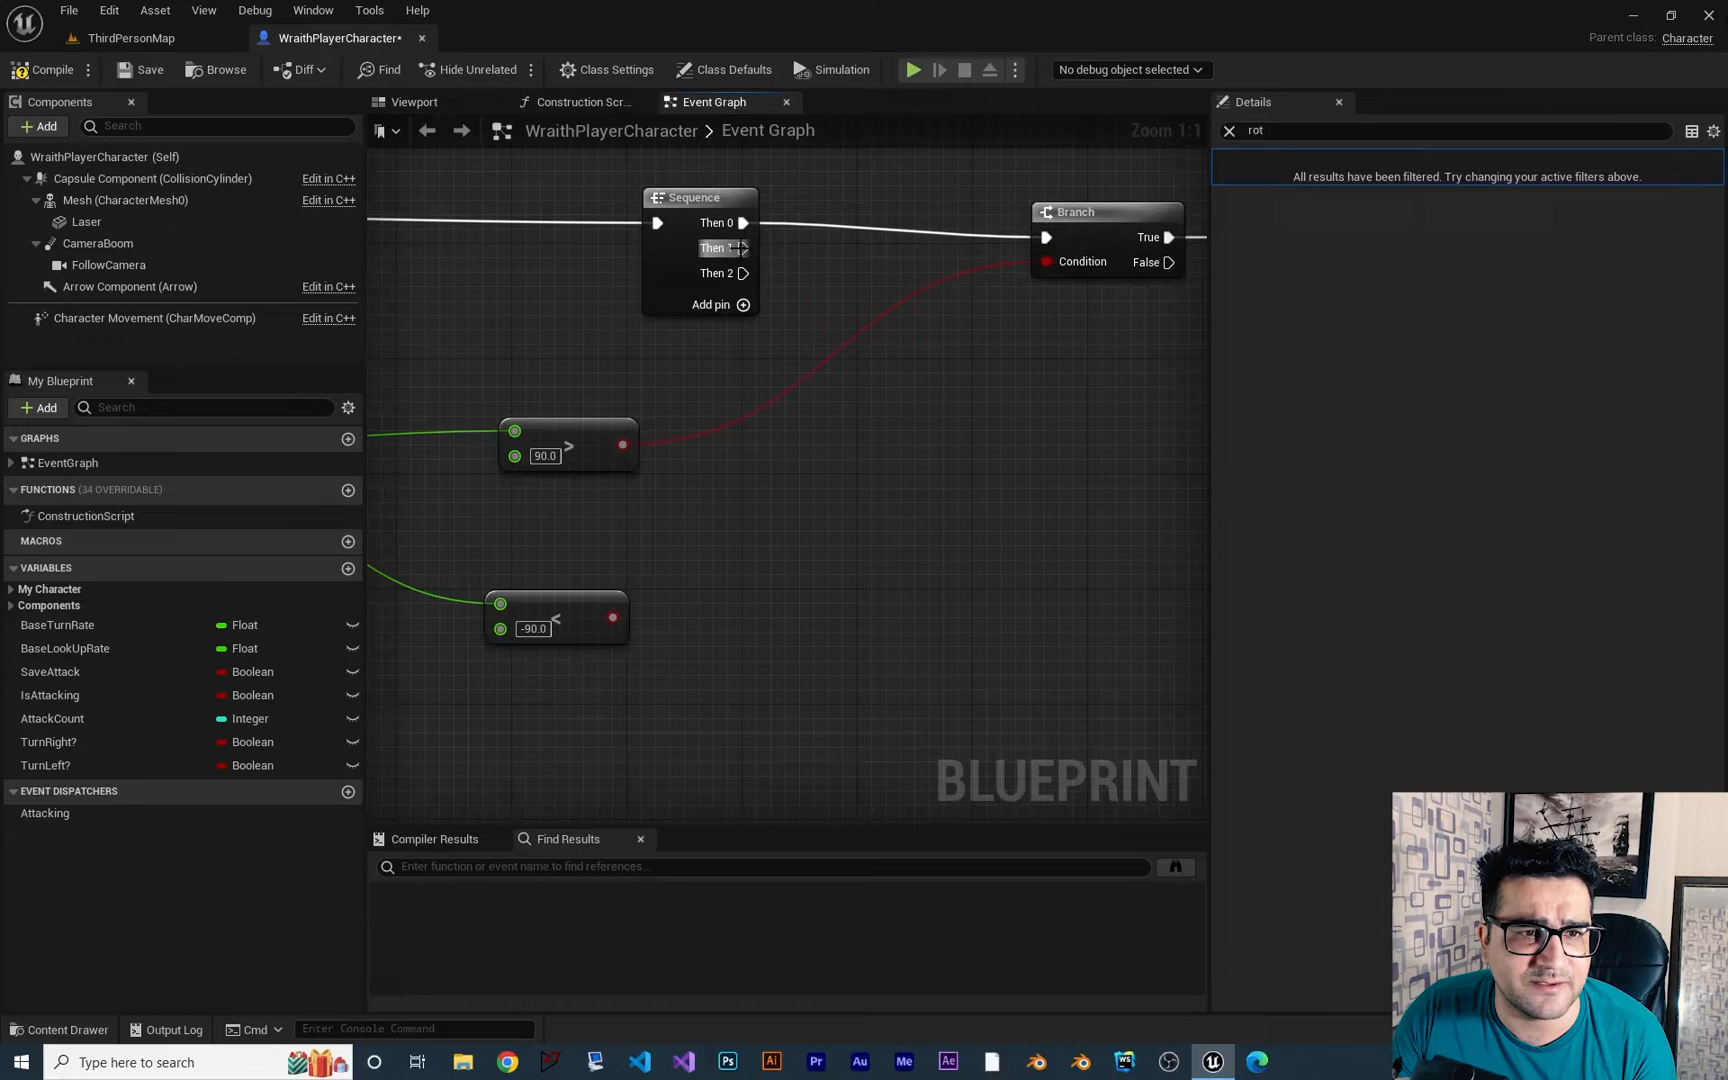 File Edit Asset View Debug Window Tools Help
ThirdPersonMap WraithPlayerCharacter*
Parent class: Character
Compile Save Browse Diff Find Hide Unrelated Class Settings Class Defaults Simulation No debug object selected
Components Viewport Construction Scr... Event Graph Details
Add Search WraithPlayerCharacter > Event Graph Zoom 1:1 rot
WraithPlayerCharacter (Self)
Capsule Component (CollisionCylinder) Edit in C++
Mesh (CharacterMesh0) Edit in C++
Laser
CameraBoom
FollowCamera
Arrow Component (Arrow) Edit in C++
Character Movement (CharMoveComp) Edit in C++
All results have been filtered. Try changing your active filters above.
Sequence
Then 0
Then
Then 2
Add pin
Branch
True
Condition False
90.0 >
-90.0 <
BLUEPRINT
My Blueprint
Add Search
GRAPHS
EventGraph
FUNCTIONS (34 OVERRIDABLE)
ConstructionScript
MACROS
VARIABLES
My Character
Components
BaseTurnRate Float
BaseLookUpRate Float
SaveAttack Boolean
IsAttacking Boolean
AttackCount Integer
TurnRight? Boolean
TurnLeft? Boolean
EVENT DISPATCHERS
Attacking
Compiler Results Find Results
Enter function or event name to find references...
Content Drawer Output Log Cmd Enter Console Command
Type here to search
Ps Ai Pr Au Me Ae WS